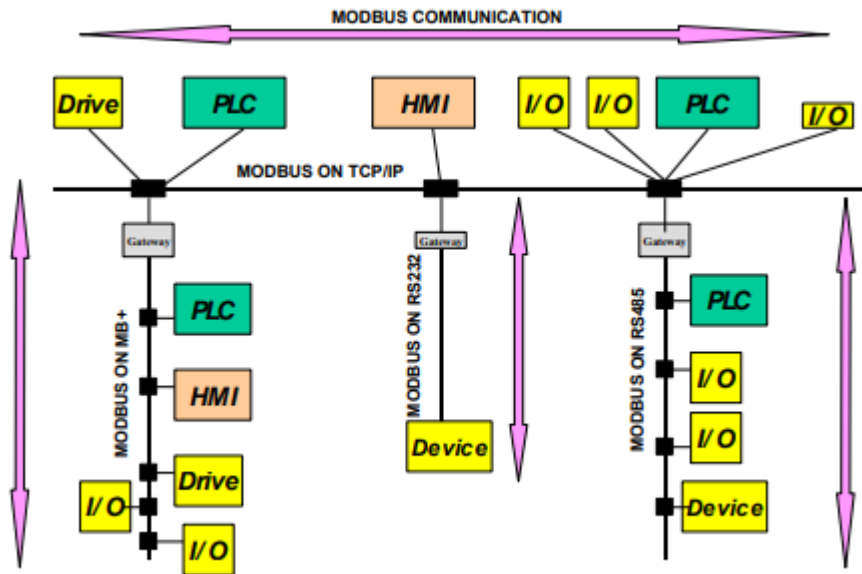 MODBUS COMMUNICATION
Drive
PLC
HMI
I/O
I/O
PLC
I/O
MODBUS ON TCP/IP
Gateway
Gateway
Gateway
MODBUS ON MB+
PLC
HMI
Drive
I/O
I/O
MODBUS ON RS232
Device
MODBUS ON RS485
PLC
I/O
I/O
Device